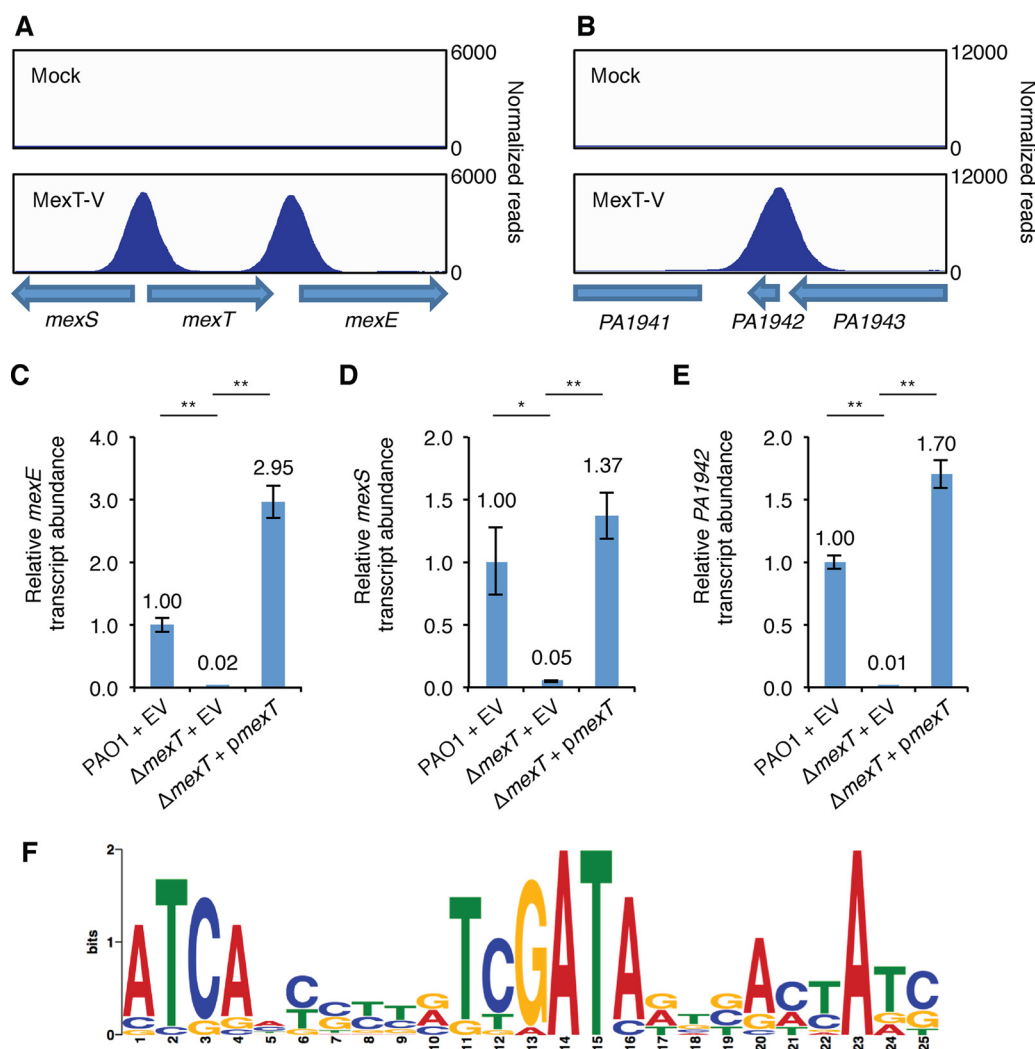 A
Mock
6000
0
MexT-V
6000
0
Normalized reads
mexS
mexT
mexE
B
Mock
12000
0
MexT-V
12000
0
Normalized reads
PA1941
PA1942
PA1943
C
**
**
Relative mexE
transcript abundance
4.0
3.0
2.0
1.0
0.0
1.00
0.02
2.95
PAO1 + EV
ΔmexT + EV
ΔmexT + pmexT
D
**
*
Relative mexS
transcript abundance
2.0
1.5
1.0
0.5
0.0
1.00
0.05
1.37
PAO1 + EV
ΔmexT + EV
ΔmexT + pmexT
E
**
**
Relative PA1942
transcript abundance
2.0
1.5
1.0
0.5
0.0
1.00
0.01
1.70
PAO1 + EV
ΔmexT + EV
ΔmexT + pmexT
F
bits
2
1
0
ATCA CCTTGTCGATAGTGACTATC
1 2 3 4 5 6 7 8 9 10 11 12 13 14 15 16 17 18 19 20 21 22 23 24 25